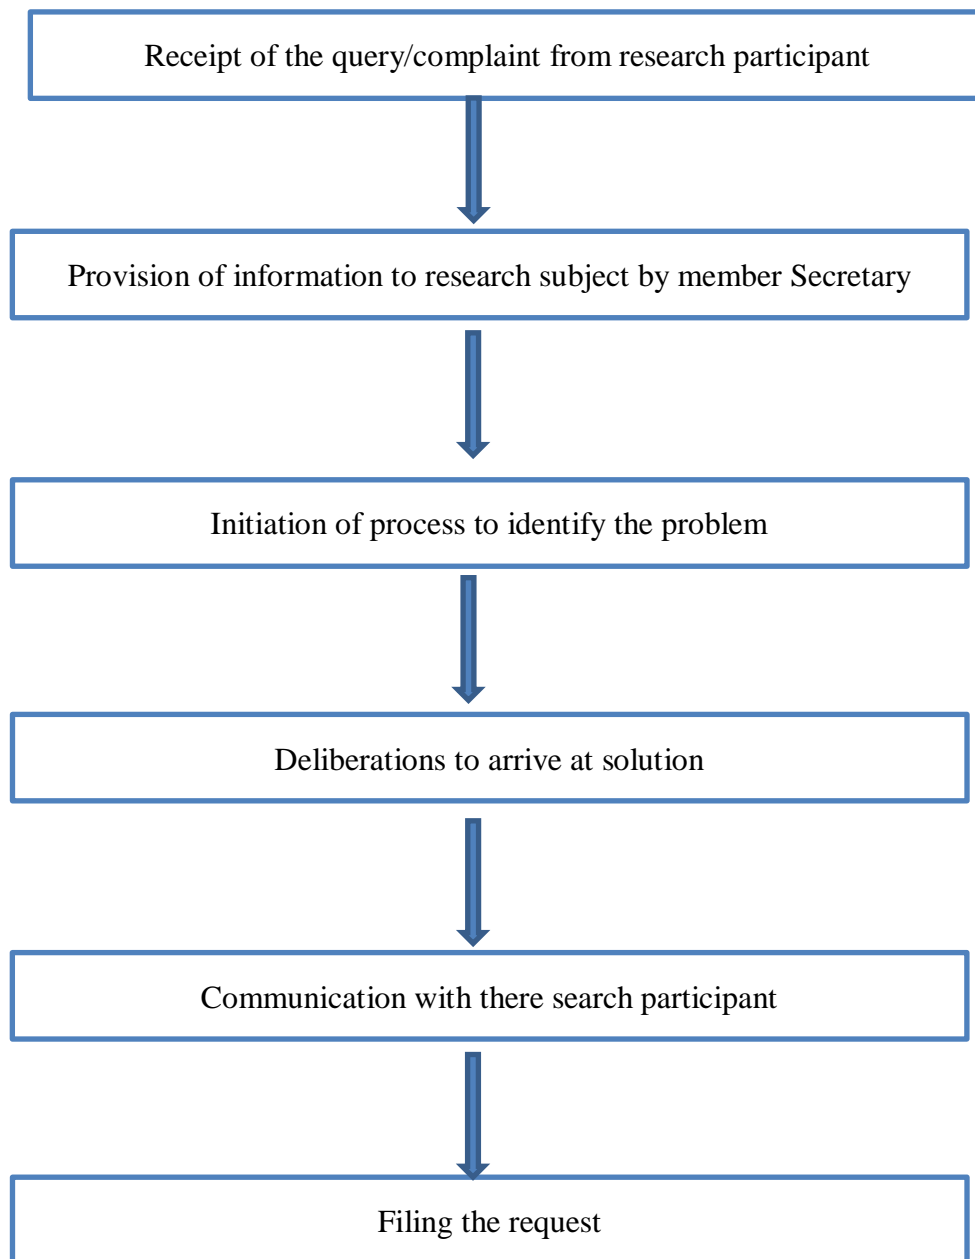 Receipt of the query/complaint from research participant
Provision of information to research subject by member Secretary
Initiation of process to identify the problem
Deliberations to arrive at solution
Communication with there search participant
Filing the request